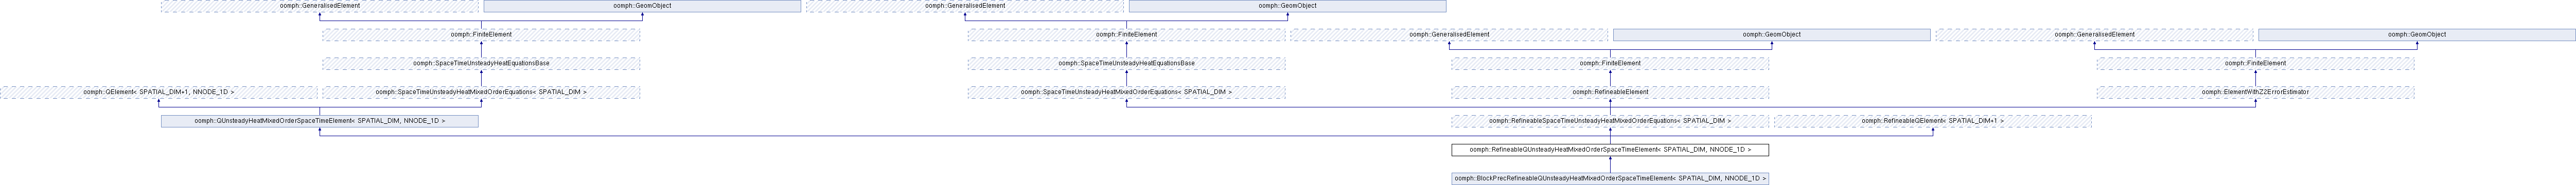 oomph::GeneralisedElement
oomph::GeomObject
oomph::GeneralisedElement
oomph::GeomObject
oomph::FiniteElement
oomph::FiniteElement
oomph::GeneralisedElement
oomph::GeomObject
oomph::GeneralisedElement
oomph::GeomObject
oomph::SpaceTimeUnsteadyHeatEquationsBase
oomph::SpaceTimeUnsteadyHeatEquationsBase
oomph::FiniteElement
oomph::FiniteElement
oomph::QElement< SPATIAL_DIM+1, NNODE_1D >
oomph::SpaceTimeUnsteadyHeatMixedOrderEquations< SPATIAL_DIM >
oomph::SpaceTimeUnsteadyHeatMixedOrderEquations< SPATIAL_DIM >
oomph::RefineableElement
oomph::ElementWithZ2ErrorEstimator
oomph::QUnsteadyHeatMixedOrderSpaceTimeElement< SPATIAL_DIM, NNODE_1D >
oomph::RefineableSpaceTimeUnsteadyHeatMixedOrderEquations< SPATIAL_DIM >
oomph::RefineableQElement< SPATIAL_DIM+1 >
oomph::RefineableQUnsteadyHeatMixedOrderSpaceTimeElement< SPATIAL_DIM, NNODE_1D >
oomph::BlockPrecRefineableQUnsteadyHeatMixedOrderSpaceTimeElement< SPATIAL_DIM, NNODE_1D >